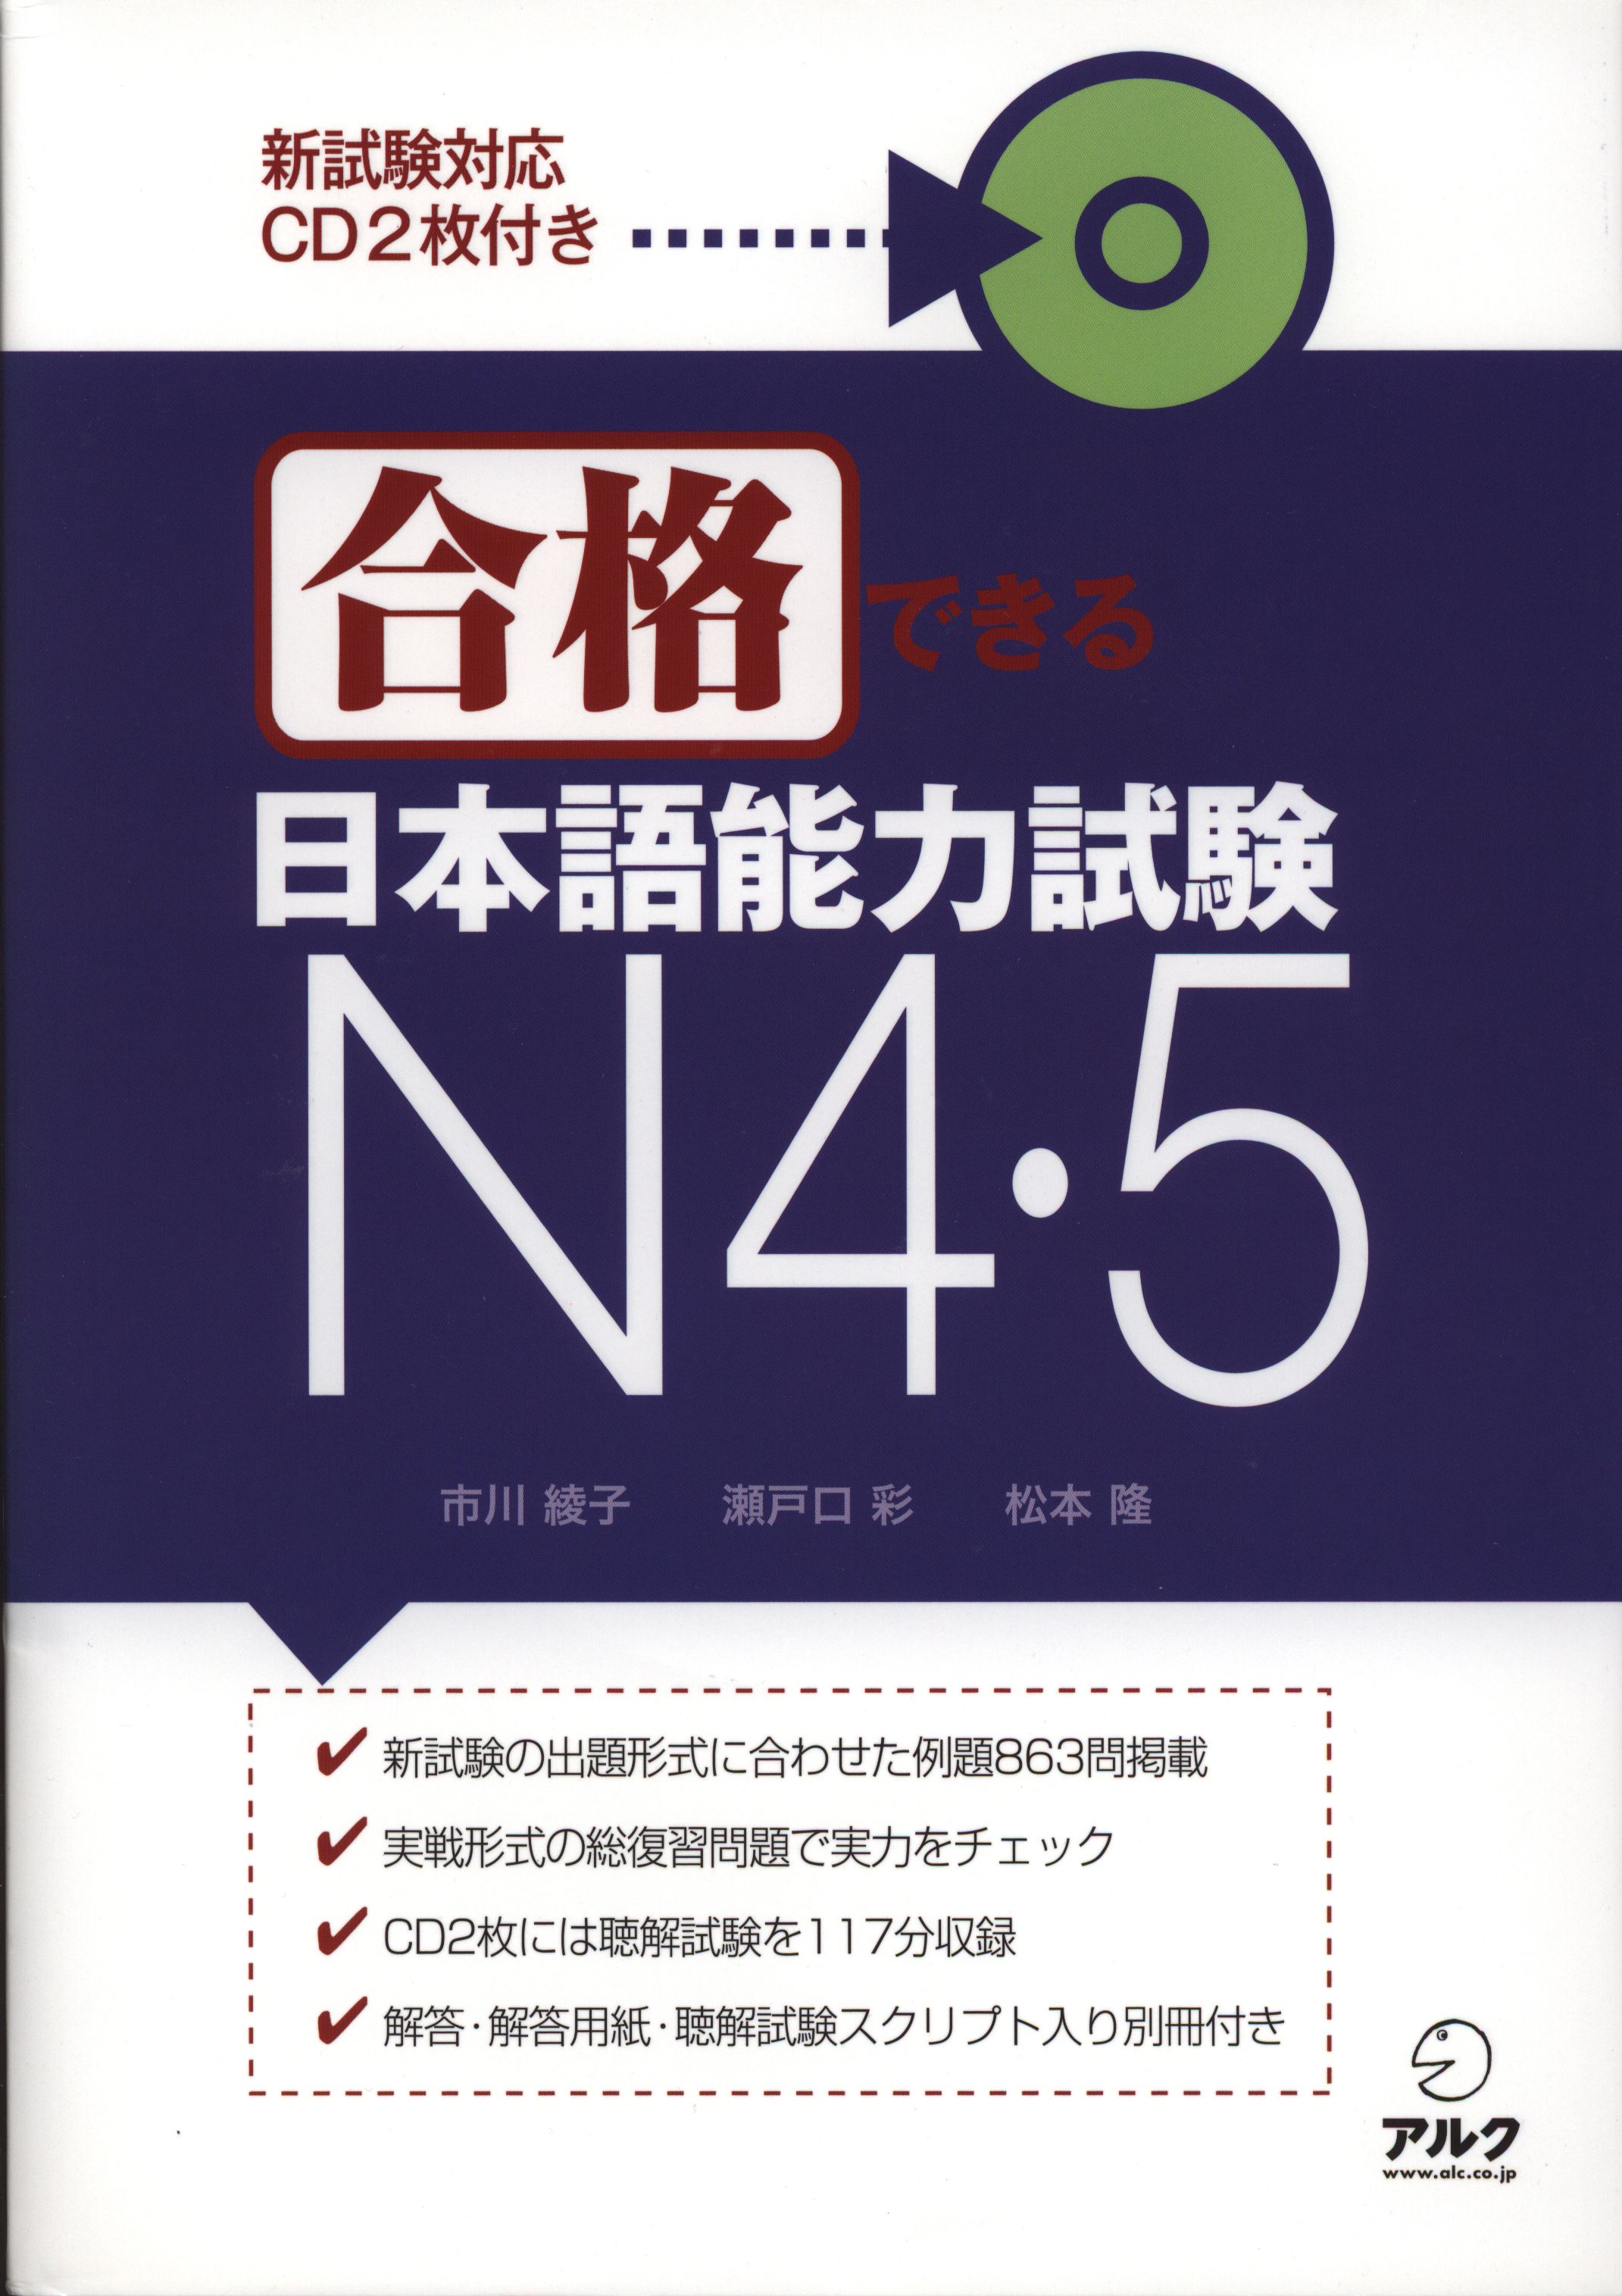 新試験対応
CD2枚付き
合格できる
日本語能力試験
N4・5
市川 綾子 瀬戸口 彩 松本 隆
✔ 新試験の出題形式に合わせた例題863問掲載
✔ 実戦形式の総復習問題で実力をチェック
✔ CD2枚には聴解試験を117分収録
✔ 解答・解答用紙・聴解試験スクリプト入り別冊付き
アルク
www.alc.co.jp